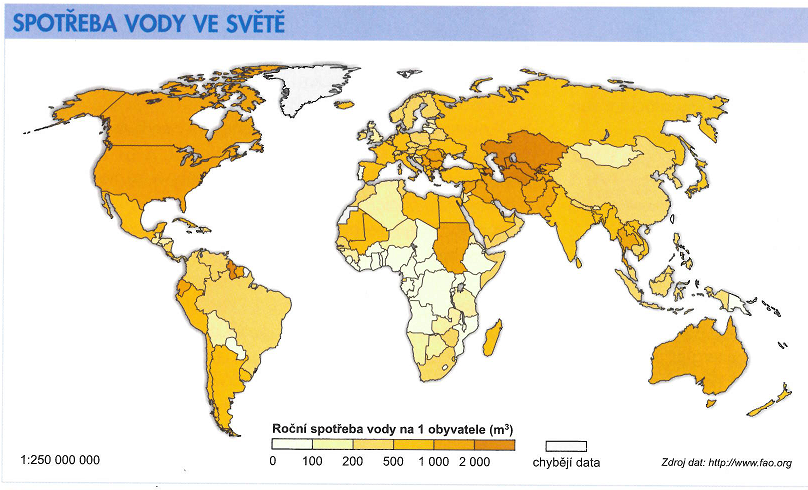 SPOTŘEBA VODY VE SVĚTĚ
Roční spotřeba vody na 1 obyvatele (m³)
0 100 200 500 1 000 2 000
chybějí data
1:250 000 000
Zdroj dat: http://www.fao.org